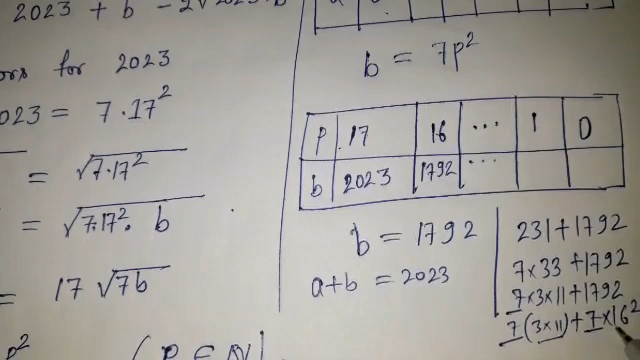 2023 + b - 2√2023·b
for 2023
2023 = 7·17²
= √7·17²
= √7·17²· b
= 17 √7b
b = 7p²
p 17 16 ... 1 0
b 2023 1792 ...
b = 1792
a+b = 2023
231+1792
7×33 +1792
7×3×11+1792
7(3×11)+7×16²
(p ∈ N)